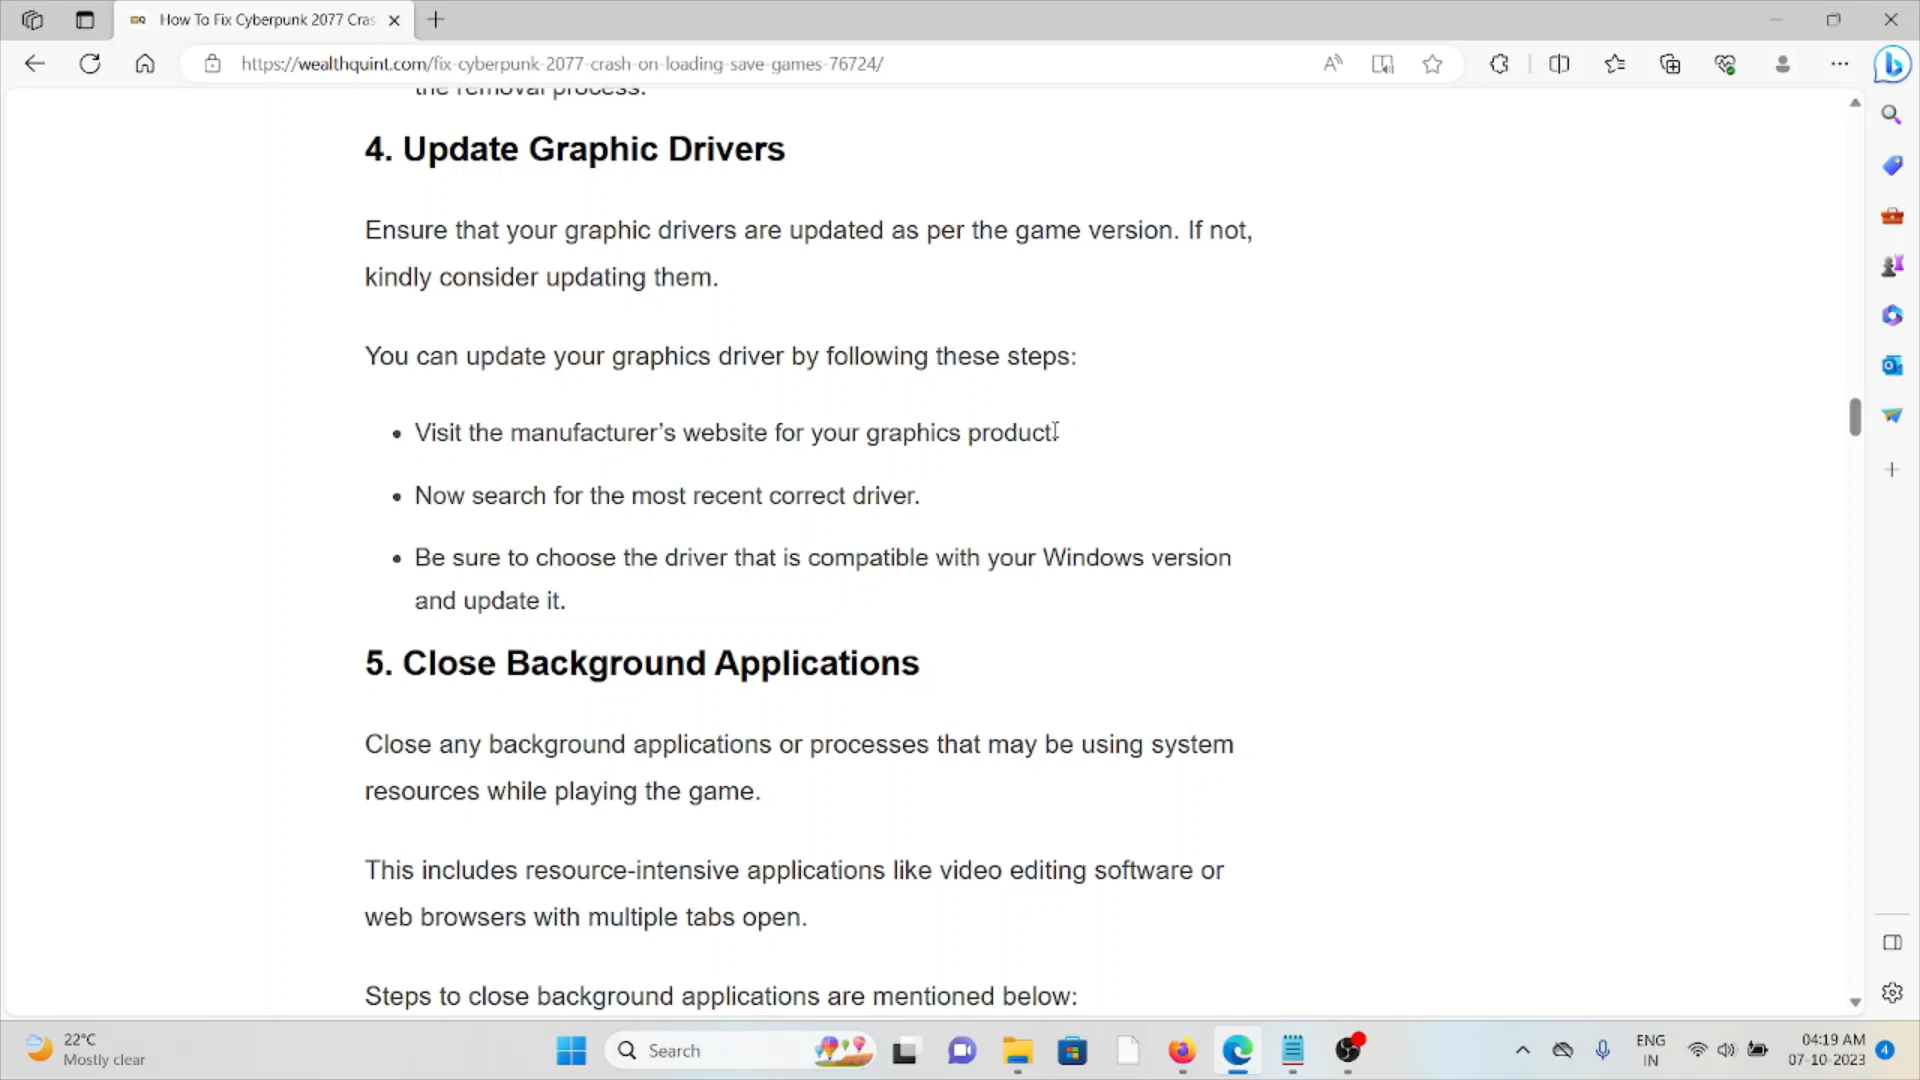 How To Fix Cyberpunk 2077 Cras
https://wealthquint.com/fix-cyberpunk-2077-crash-on-loading-save-games-76724/
the removal process.
4. Update Graphic Drivers
Ensure that your graphic drivers are updated as per the game version. If not,
kindly consider updating them.
You can update your graphics driver by following these steps:
• Visit the manufacturer’s website for your graphics product.
• Now search for the most recent correct driver.
• Be sure to choose the driver that is compatible with your Windows version
and update it.
5. Close Background Applications
Close any background applications or processes that may be using system
resources while playing the game.
This includes resource-intensive applications like video editing software or
web browsers with multiple tabs open.
Steps to close background applications are mentioned below:
22°C
Mostly clear
Search
ENG
IN
04:19 AM
07-10-2023
4